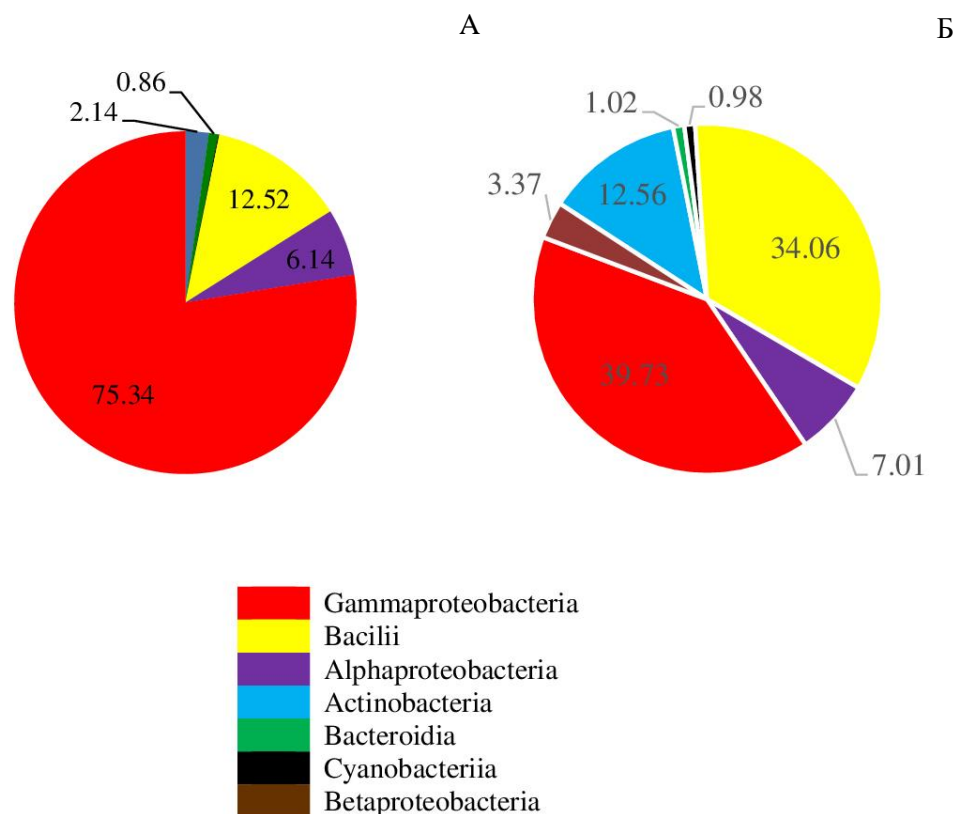 А
Б
0.86
2.14
12.52
6.14
75.34
1.02
0.98
3.37
12.56
34.06
39.73
7.01
Gammaproteobacteria
Bacilii
Alphaproteobacteria
Actinobacteria
Bacteroidia
Cyanobacteriia
Betaproteobacteria